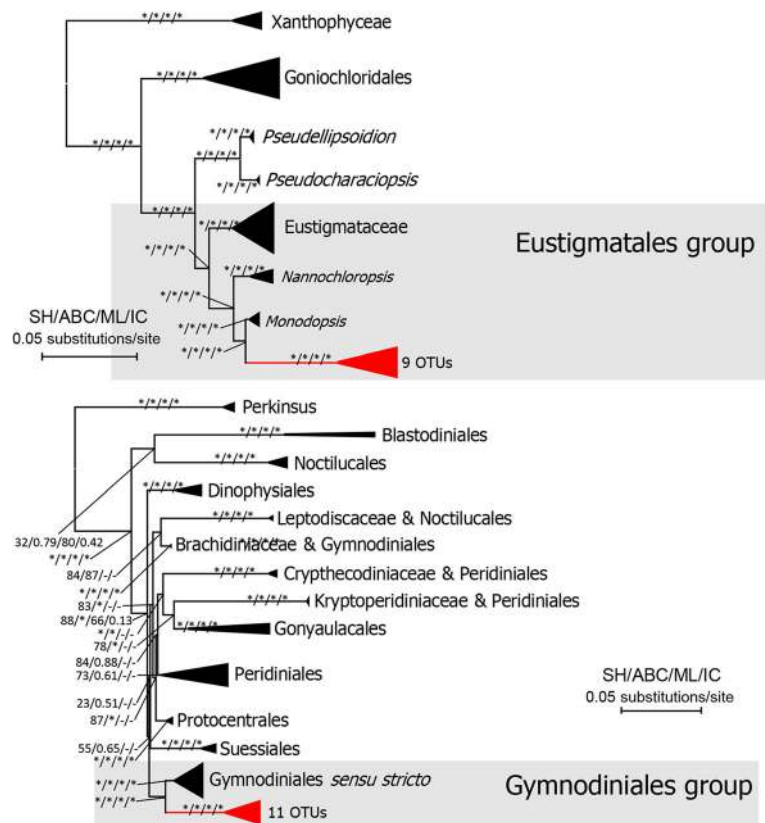 */*/*/* Xanthophyceae
*/*/*/* Goniochloridales
*/*/*/*
*/*/*/* Pseudellipsoidion
*/*/*/*
*/*/*/* Pseudocharaciopsis
*/*/*/*
*/*/*/* Eustigmataceae
Eustigmatales group
*/*/*/*
*/*/*/* Nannochloropsis
*/*/*/*
SH/ABC/ML/IC
*/*/*/* Monodopsis
0.05 substitutions/site
*/*/*/*
*/*/*/* 9 OTUs
*/*/*/* Perkinsus
*/*/*/* Blastodiniales
Noctilucales
*/*/*/* Dinophysiales
*/*/*/* Leptodiscaceae & Noctilucales
32/0.79/80/0.42
*/*/*/* Brachidiniaceae & Gymnodiniales
*/*/*/*
84/87/-/-
*/*/*/* Crypthecodiniaceae & Peridiniales
*/*/*/*
83/*/-/-
*/*/*/* Kryptoperidiniaceae & Peridiniales
88/*/66/0.13
*/*/*/* Gonyaulacales
*/*/-/-
78/*/-/-
84/0.88/-/-
73/0.61/-/- Peridiniales
SH/ABC/ML/IC
0.05 substitutions/site
23/0.51/-/-
87/*/-/- Protocentrales
55/0.65/-/-
*/*/*/* Suessiales
*/*/*/*
*/*/*/* Gymnodiniales sensu stricto
Gymnodiniales group
*/*/*/*
*/*/*/* 11 OTUs